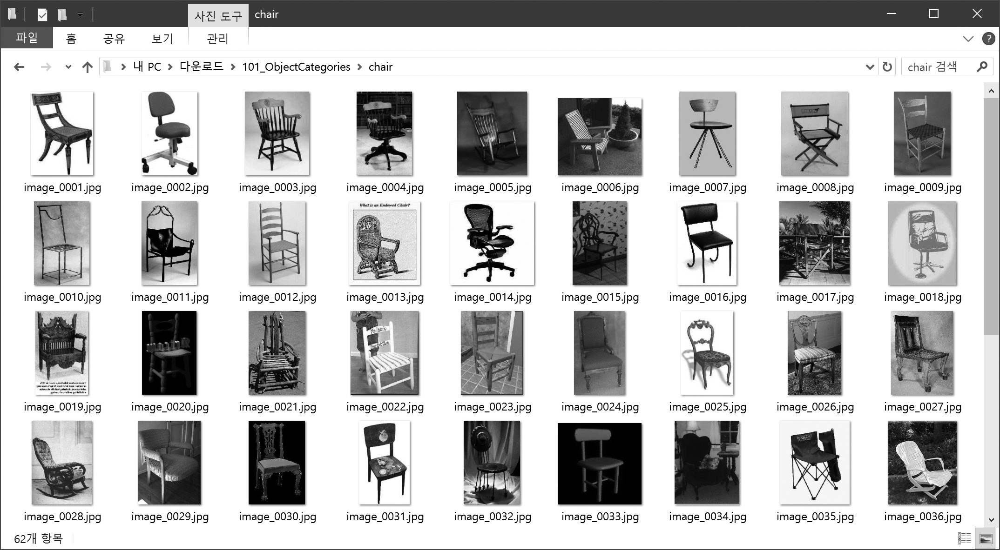 사진 도구 chair
파일 홈 공유 보기 관리
내 PC 다운로드 101_ObjectCategories chair
chair 검색
image_0001.jpg image_0002.jpg image_0003.jpg image_0004.jpg image_0005.jpg image_0006.jpg image_0007.jpg image_0008.jpg image_0009.jpg
What is an Endowed Chair?
image_0010.jpg image_0011.jpg image_0012.jpg image_0013.jpg image_0014.jpg image_0015.jpg image_0016.jpg image_0017.jpg image_0018.jpg
image_0019.jpg image_0020.jpg image_0021.jpg image_0022.jpg image_0023.jpg image_0024.jpg image_0025.jpg image_0026.jpg image_0027.jpg
image_0028.jpg image_0029.jpg image_0030.jpg image_0031.jpg image_0032.jpg image_0033.jpg image_0034.jpg image_0035.jpg image_0036.jpg
62개 항목